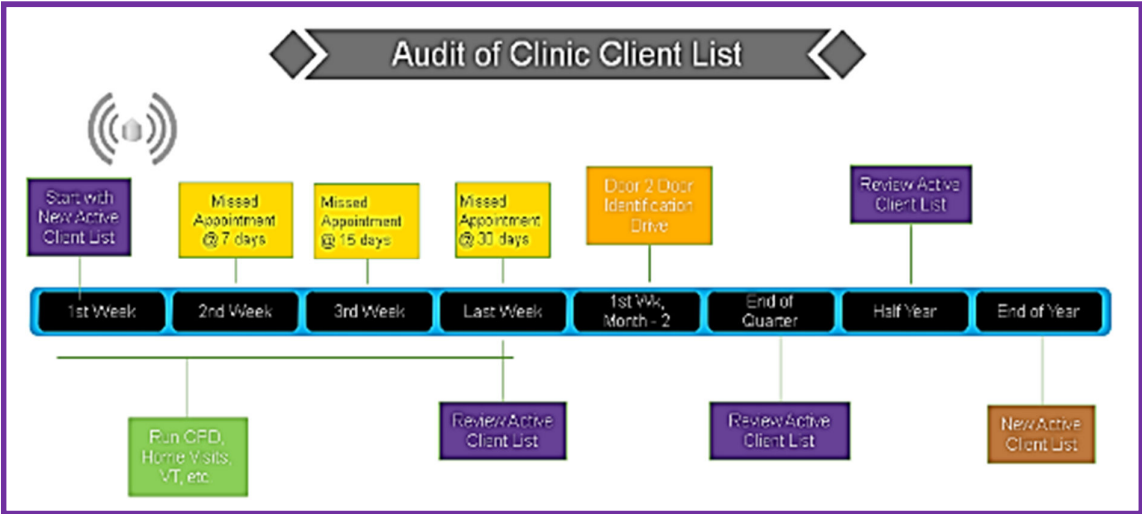 Audit of Clinic Client List
Start with
New Active
Client List
Missed
Appointment
@ 7 days
Missed
Appointment
@ 15 days
Missed
Appointment
@ 30 days
Door 2 Door
Identification
Drive
Review Active
Client List
1st Week
2nd Week
3rd Week
Last Week
1st Wk,
Month - 2
End of
Quarter
Half Year
End of Year
Run OPD,
Home Visits,
VT, etc
Review Active
Client List
Review Active
Client List
New Active
Client List